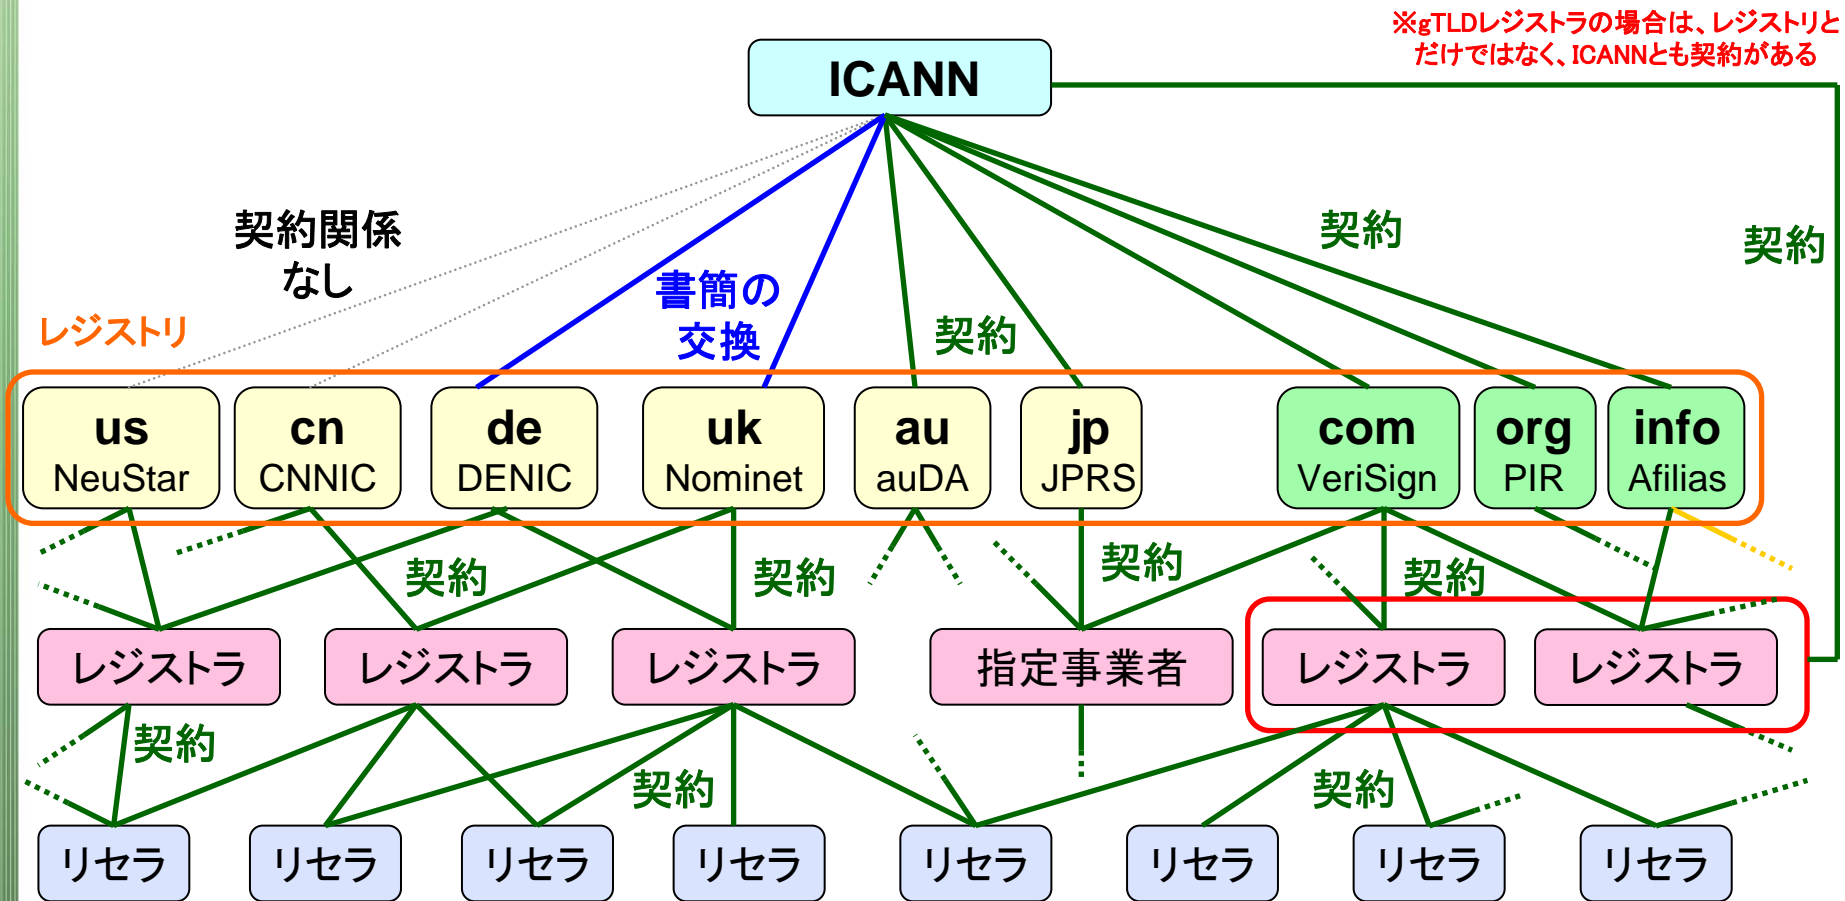 ※gTLDレジストラの場合は、レジストリと
だけではなく、ICANNとも契約がある
ICANN
契約関係
なし
書簡の
交換
契約
契約
契約
レジストリ
us
NeuStar
cn
CNNIC
de
DENIC
uk
Nominet
au
auDA
jp
JPRS
com
VeriSign
org
PIR
info
Afilias
契約
契約
契約
契約
レジストラ
レジストラ
レジストラ
指定事業者
レジストラ
レジストラ
契約
契約
契約
リセラ
リセラ
リセラ
リセラ
リセラ
リセラ
リセラ
リセラ